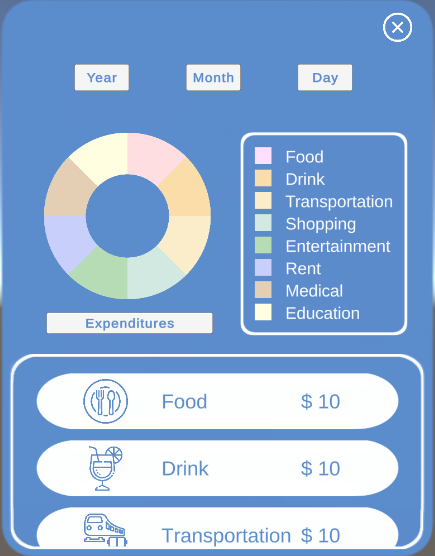 Year Month Day
Food
Drink
Transportation
Shopping
Entertainment
Rent
Medical
Education
Expenditures
Food $ 10
Drink $ 10
Transportation $ 10